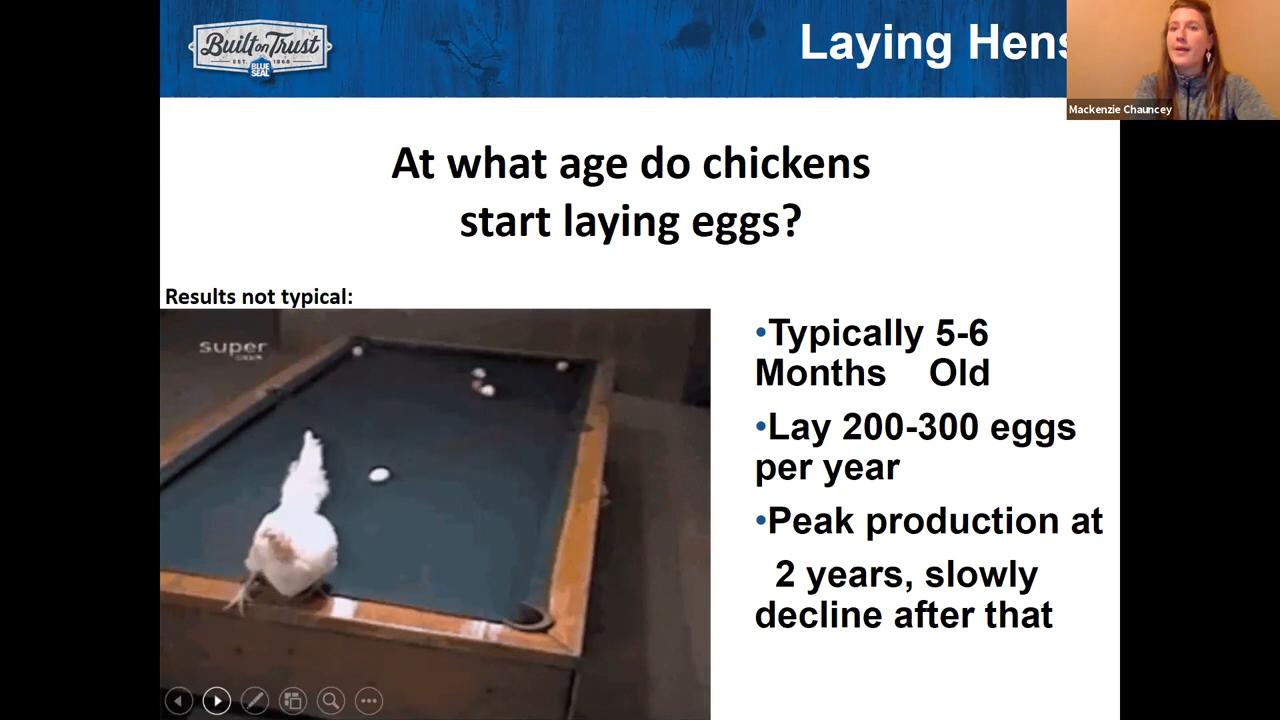 Built on Trust
EST. 1868
BLUE
SEAL
Laying Hens
Mackenzie Chauncey
At what age do chickens
start laying eggs?
Results not typical:
super
•Typically 5-6
Months Old
•Lay 200-300 eggs
per year
•Peak production at
2 years, slowly
decline after that